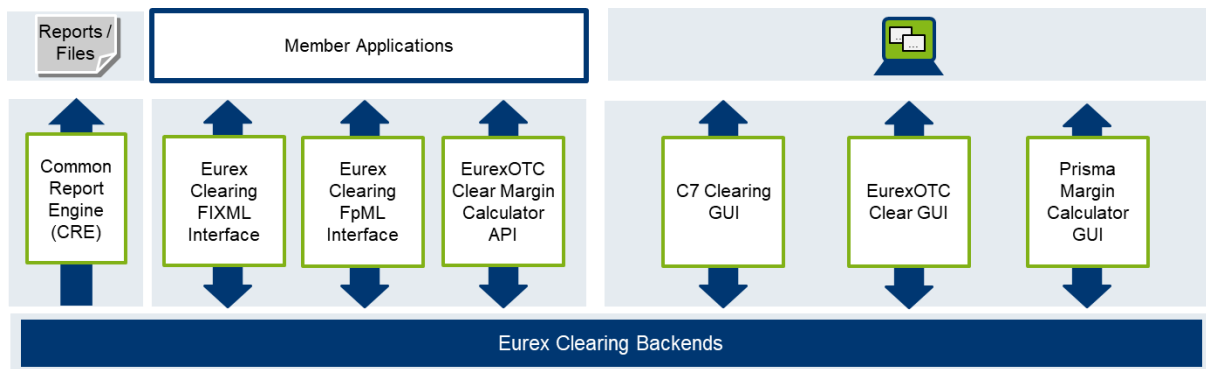 Reports /
Files
Member Applications
Common
Report
Engine
(CRE)
Eurex
Clearing
FIXML
Interface
Eurex
Clearing
FpML
Interface
EurexOTC
Clear Margin
Calculator
API
C7 Clearing
GUI
EurexOTC
Clear GUI
Prisma
Margin
Calculator
GUI
Eurex Clearing Backends